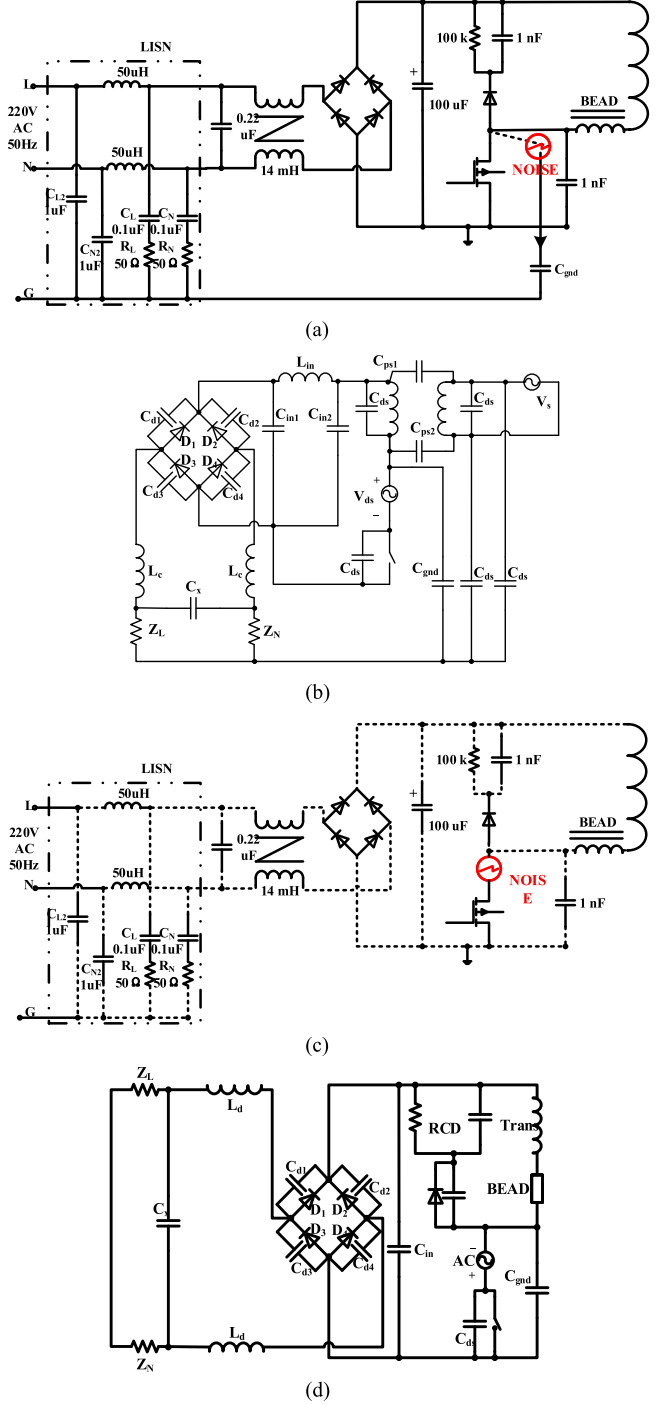 LISN
L
50uH
220V
AC
50Hz
N
50uH
0.22
uF
14 mH
C_L2
1uF
C_N2
1uF
C_L
0.1uF
R_L
50 Ω
C_N
0.1uF
R_N
50 Ω
G
+
100 uF
100 k
1 nF
BEAD
NOISE
1 nF
C_gnd
(a)
L_in
C_ps1
C_d1
C_d2
D_1
D_2
D_3
D_4
C_d3
C_d4
C_in1
C_in2
C_ds
C_ps2
C_ds
V_s
+
V_ds
−
L_c
L_c
C_x
Z_L
Z_N
C_ds
C_gnd
C_ds
C_ds
(b)
LISN
L
50uH
220V
AC
50Hz
N
50uH
0.22
uF
14 mH
C_L2
1uF
C_N2
1uF
C_L
0.1uF
R_L
50 Ω
C_N
0.1uF
R_N
50 Ω
G
+
100 uF
100 k
1 nF
BEAD
NOIS
E
1 nF
(c)
Z_L
L_d
C_x
Z_N
L_d
C_d1
C_d2
D_1
D_2
D_3
C_d3
C_d4
C_in
RCD
Trans
BEAD
−
AC
+
C_gnd
C_ds
(d)